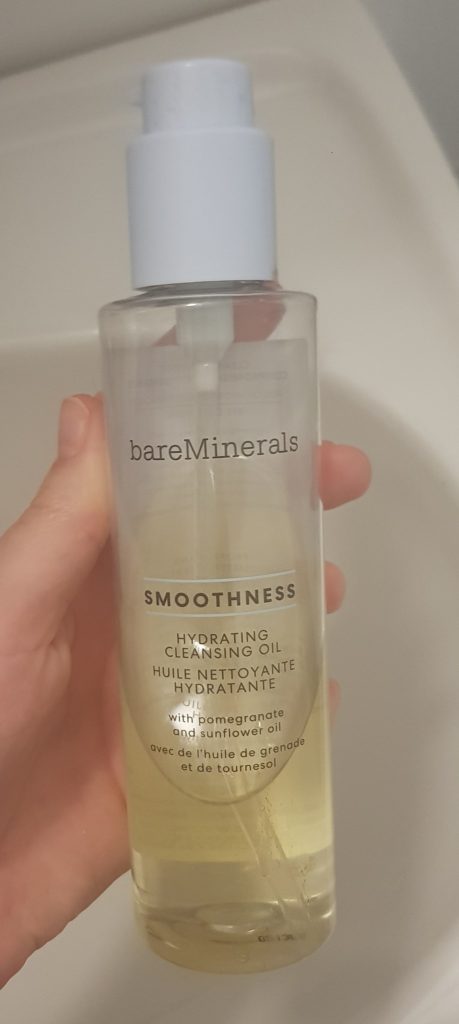 bareMinerals
SMOOTHNESS
HYDRATING
CLEANSING OIL
HUILE NETTOYANTE
HYDRATANTE
with pomegranate
and sunflower oil
avec de l'huile de grenade
et de tournesol